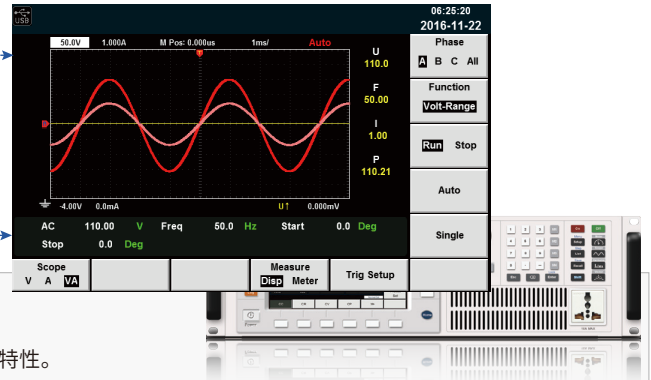 USB
06:25:20
2016-11-22
50.0V 1.000A M Pos: 0.000us 1ms/ Auto
U
110.0
F
50.00
I
1.00
P
110.21
T
-4.00V 0.0mA U↑ 0.000mV
AC 110.00 V Freq 50.0 Hz Start 0.0 Deg
Stop 0.0 Deg
Scope
V A VA
Measure
Disp Meter
Trig Setup
Phase
A B C All
Function
Volt-Range
Run Stop
Auto
Single
特性。